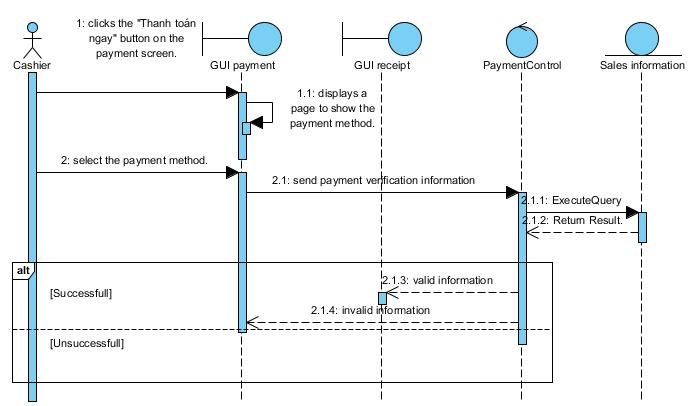 1: clicks the "Thanh toán
ngay" button on the
payment screen.
Cashier
GUI payment
GUI receipt
PaymentControl
Sales information
1.1: displays a
page to show the
payment method.
2: select the payment method.
2.1: send payment verification information
2.1.1: ExecuteQuery
2.1.2: Return Result.
alt
2.1.3: valid information
[Successfull]
2.1.4: invalid information
[Unsuccessfull]